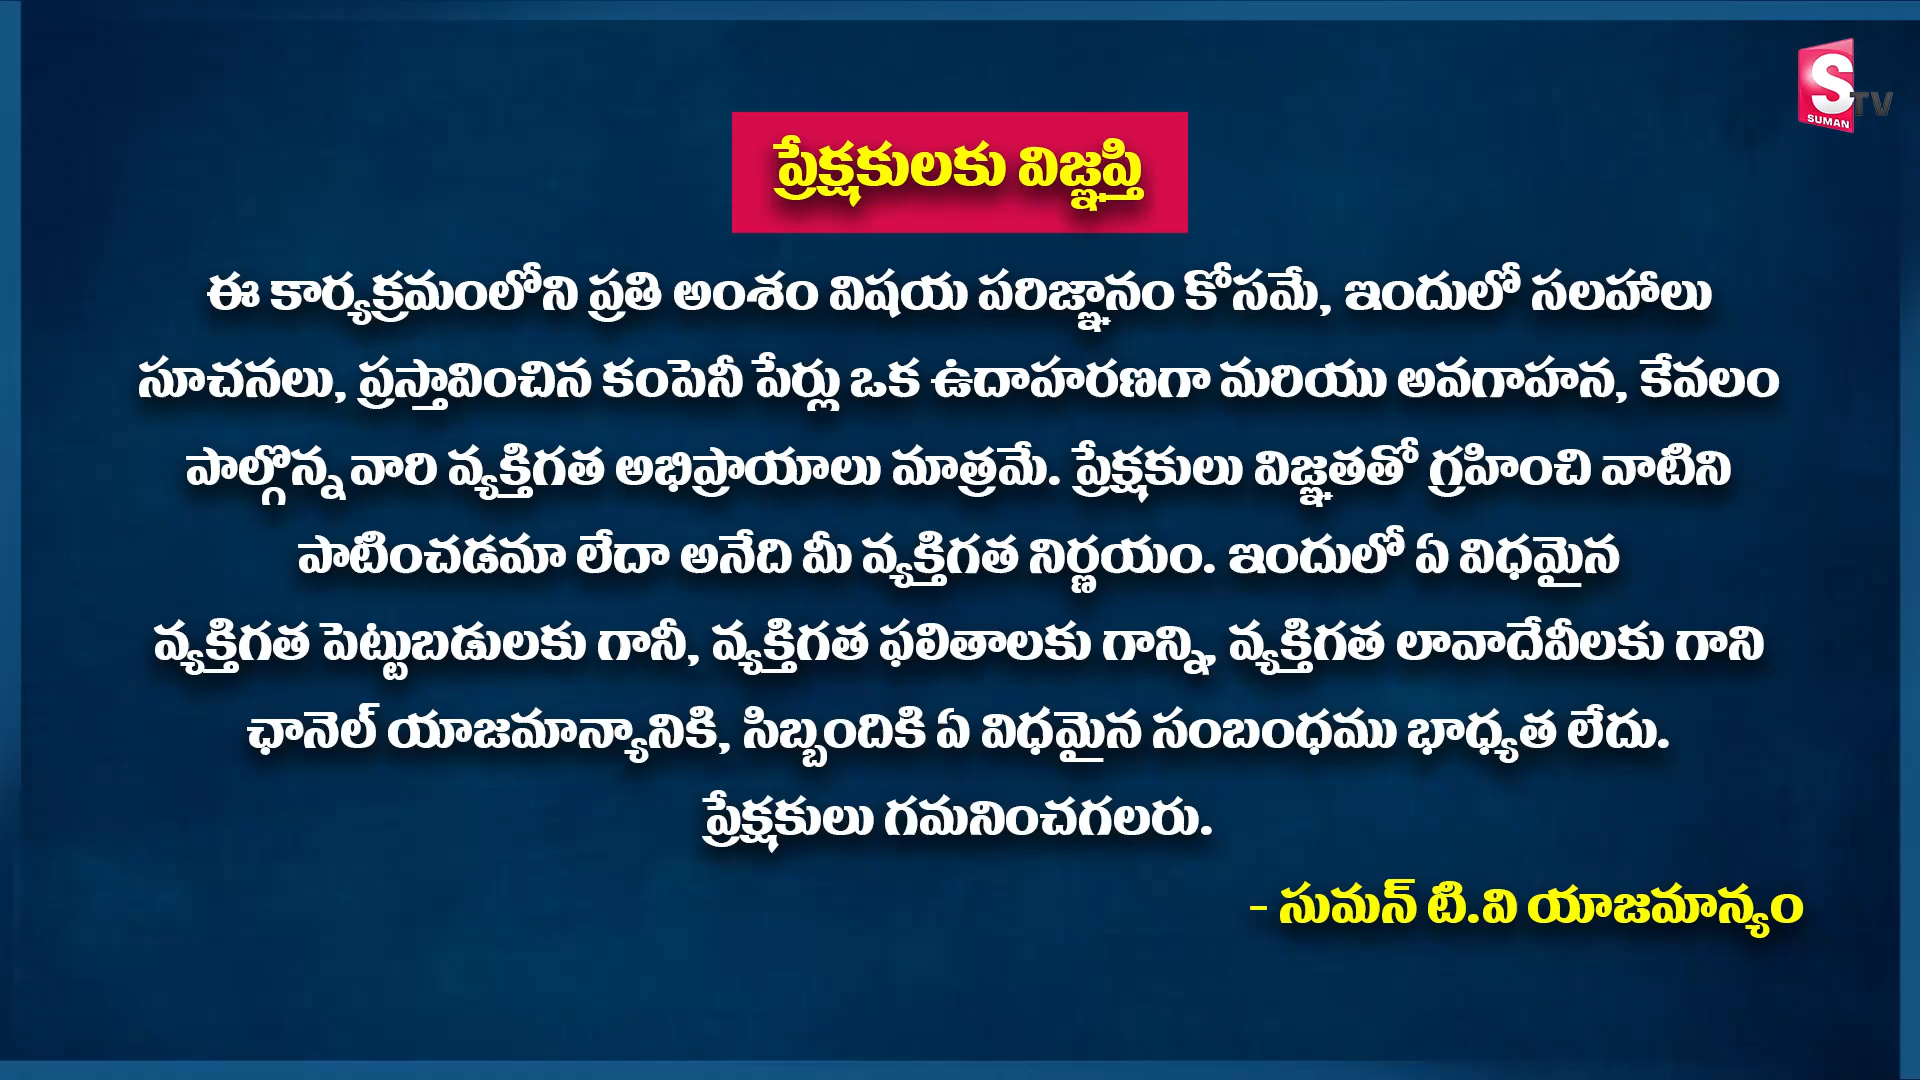 S TV
SUMAN
ప్రేక్షకులకు విజ్ఞప్తి
ఈ కార్యక్రమంలోని ప్రతి అంశం విషయ పరిజ్ఞానం కోసమే, ఇందులో సలహాలు
సూచనలు, ప్రస్తావించిన కంపెనీ పేర్లు ఒక ఉదాహరణగా మరియు అవగాహన, కేవలం
పాల్గొన్న వారి వ్యక్తిగత అభిప్రాయాలు మాత్రమే. ప్రేక్షకులు విజ్ఞతతో గ్రహించి వాటిని
పాటించడమా లేదా అనేది మీ వ్యక్తిగత నిర్ణయం. ఇందులో ఏ విధమైన
వ్యక్తిగత పెట్టుబడులకు గానీ, వ్యక్తిగత ఫలితాలకు గాన్ని, వ్యక్తిగత లావాదేవీలకు గాని
ఛానెల్ యాజమాన్యానికి, సిబ్బందికి ఏ విధమైన సంబంధము భాధ్యత లేదు.
ప్రేక్షకులు గమనించగలరు.
- సుమన్ టి.వి యాజమాన్యం